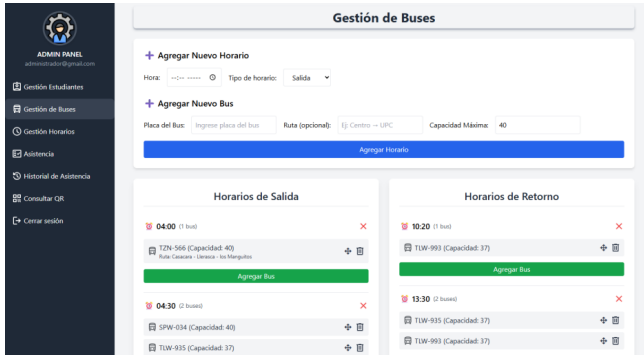 Gestión de Buses
ADMIN PANEL
administrador@gmail.com
Gestión Estudiantes
Gestión de Buses
Gestión Horarios
Asistencia
Historial de Asistencia
Consultar QR
Cerrar sesión
Agregar Nuevo Horario
Hora: --:-- ----- Tipo de horario: Salida
Agregar Nuevo Bus
Placa del Bus: Ingrese placa del bus Ruta (opcional): Ej: Centro → UPC Capacidad Máxima: 40
Agregar Horario
Horarios de Salida
04:00 (1 bus)
TZN-566 (Capacidad: 40)
Ruta: Casacara - Llerasca - los Manguitos
Agregar Bus
04:30 (2 buses)
SPW-034 (Capacidad: 40)
TLW-935 (Capacidad: 37)
Horarios de Retorno
10:20 (1 bus)
TLW-993 (Capacidad: 37)
Agregar Bus
13:30 (2 buses)
TLW-935 (Capacidad: 37)
TLW-993 (Capacidad: 37)